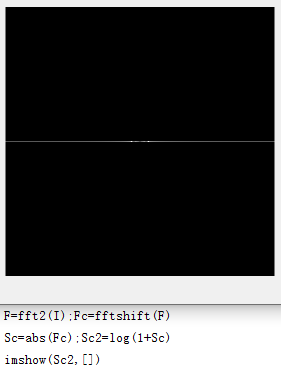 F=fft2(I);Fc=fftshift(F)
Sc=abs(Fc);Sc2=log(1+Sc)
imshow(Sc2,[])